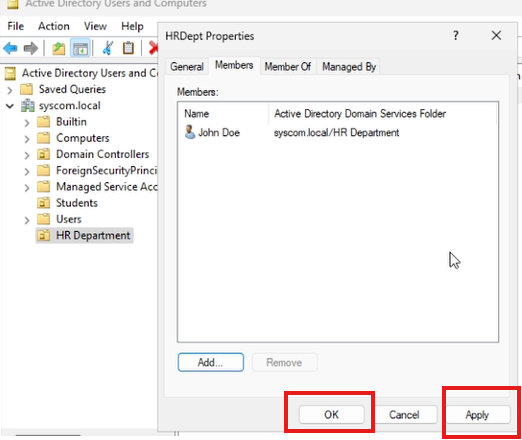 Active Directory Users and Computers
File Action View Help
Active Directory Users and Co
Saved Queries
syscom.local
Builtin
Computers
Domain Controllers
ForeignSecurityPrinci
Managed Service Acc
Students
Users
HR Department
HRDept Properties
?
General Members Member Of Managed By
Members:
Name Active Directory Domain Services Folder
John Doe syscom.local/HR Department
Add... Remove
OK Cancel Apply